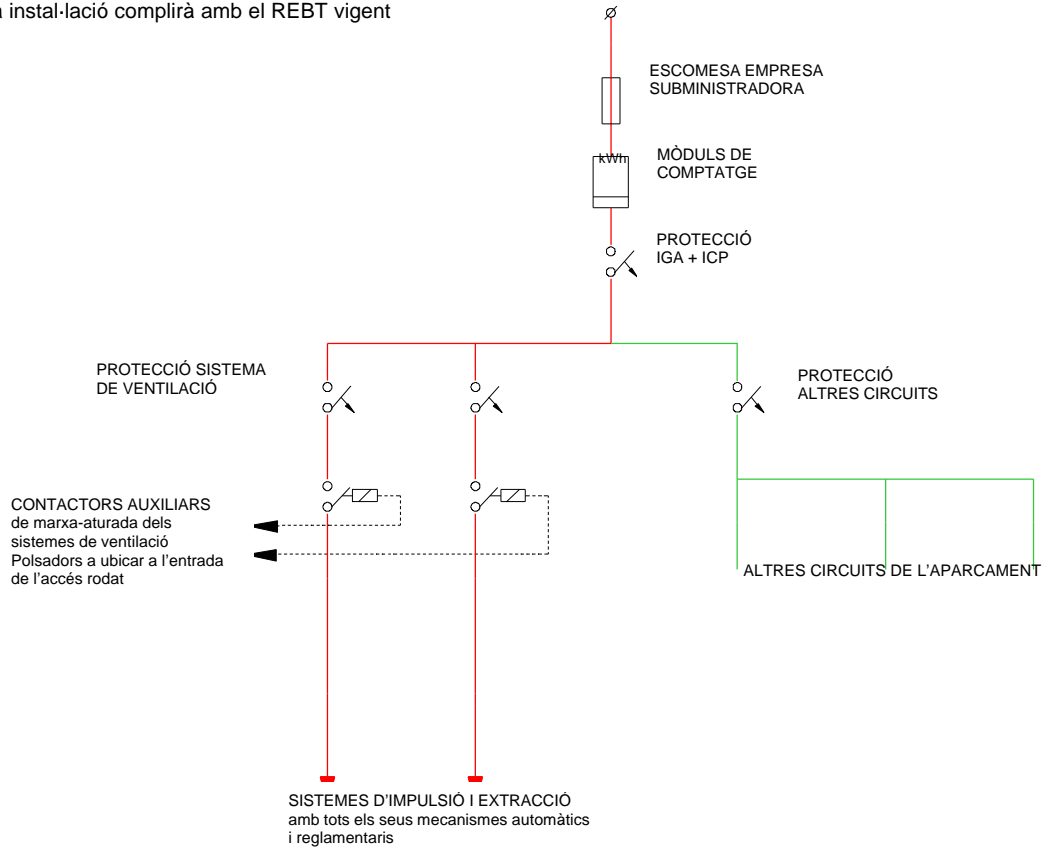 instal·lació complirà amb el REBT vigent
ESCOMESA EMPRESA
SUBMINISTRADORA
kWh
MÒDULS DE
COMPTATGE
PROTECCIÓ
IGA + ICP
PROTECCIÓ SISTEMA
DE VENTILACIÓ
PROTECCIÓ
ALTRES CIRCUITS
CONTACTORS AUXILIARS
de marxa-aturada dels
sistemes de ventilació
Polsadors a ubicar a l'entrada
de l'accés rodat
ALTRES CIRCUITS DE L'APARCAMENT
SISTEMES D'IMPULSIÓ I EXTRACCIÓ
amb tots els seus mecanismes automàtics
i reglamentaris